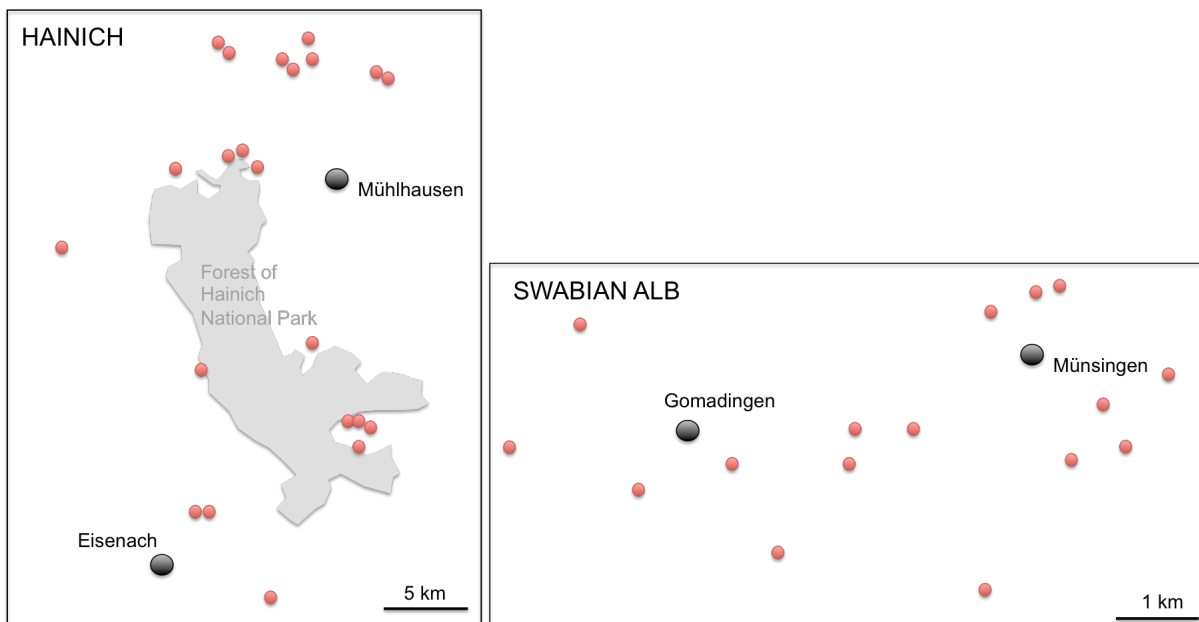 HAINICH
Mühlhausen
Forest of
Hainich
National Park
Eisenach
5 km
SWABIAN ALB
Münsingen
Gomadingen
1 km